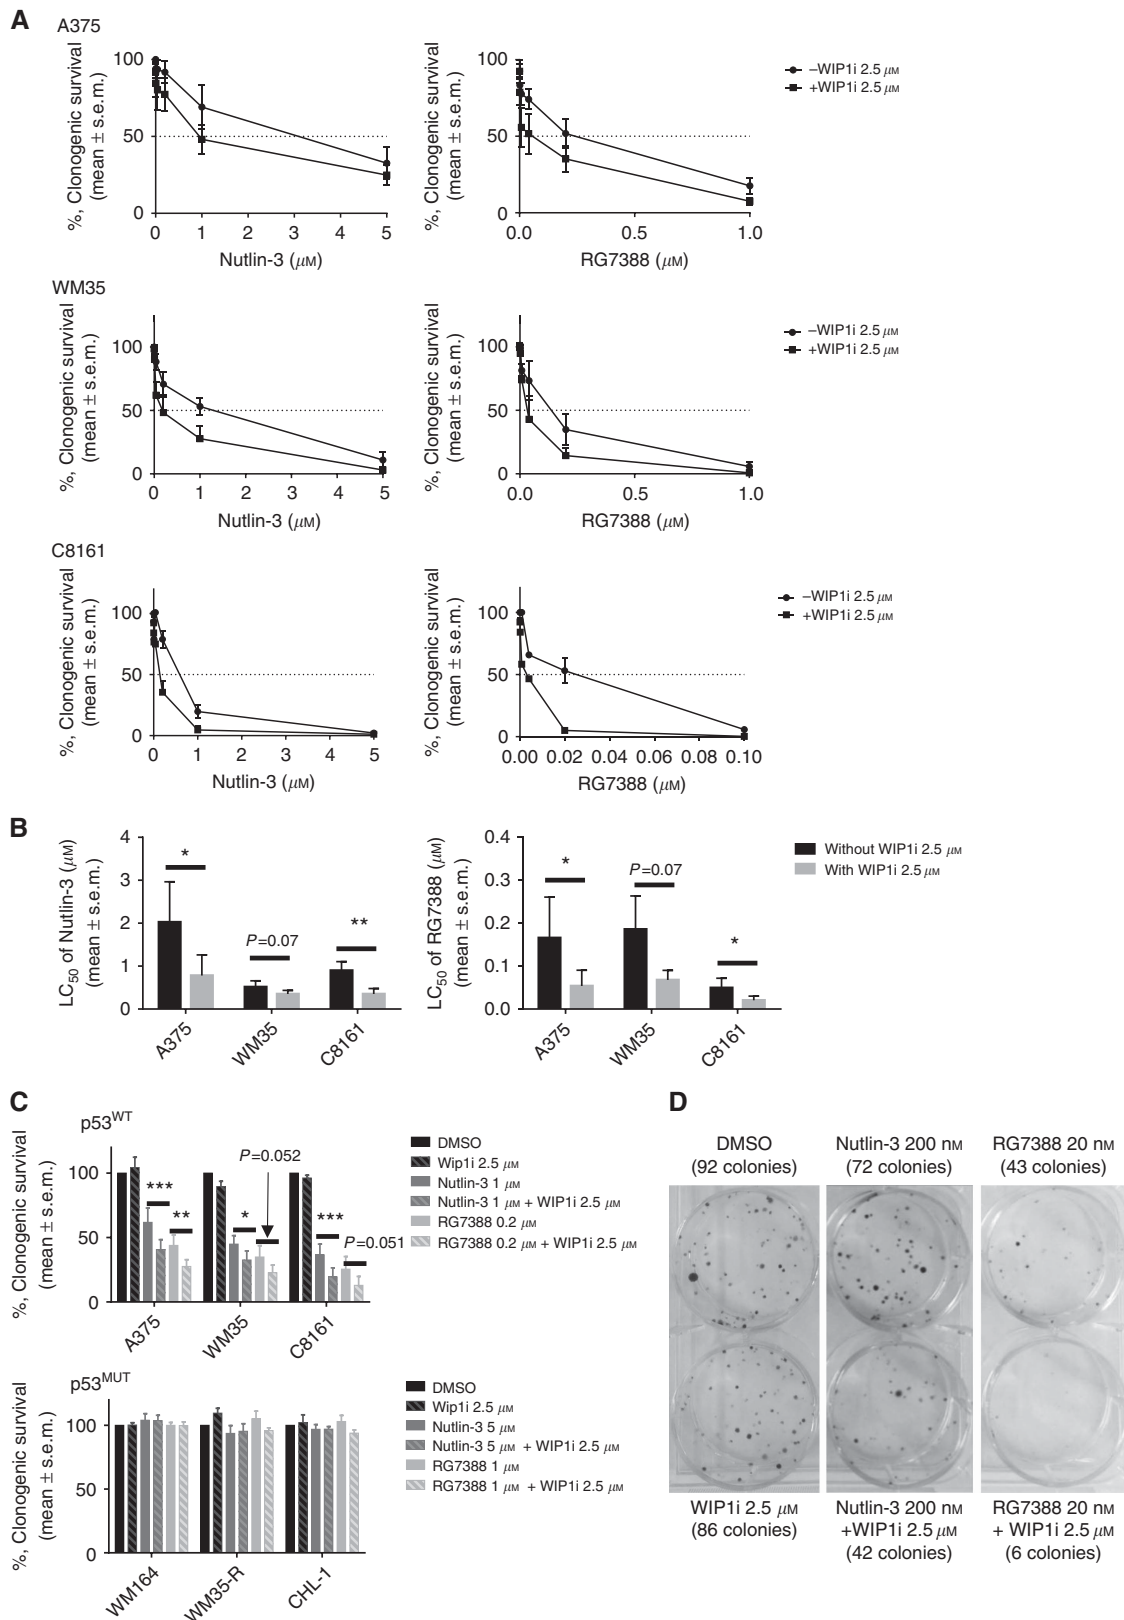 A
A375
%, Clonogenic survival
(mean ± s.e.m.)
100
50
0
0 1 2 3 4 5
Nutlin-3 (μM)
%, Clonogenic survival
(mean ± s.e.m.)
100
50
0
0.0 0.5 1.0
RG7388 (μM)
–WIP1i 2.5 μM
+WIP1i 2.5 μM
WM35
%, Clonogenic survival
(mean ± s.e.m.)
100
50
0
0 1 2 3 4 5
Nutlin-3 (μM)
%, Clonogenic survival
(mean ± s.e.m.)
100
50
0
0.0 0.5 1.0
RG7388 (μM)
–WIP1i 2.5 μM
+WIP1i 2.5 μM
C8161
%, Clonogenic survival
(mean ± s.e.m.)
100
50
0
0 1 2 3 4 5
Nutlin-3 (μM)
%, Clonogenic survival
(mean ± s.e.m.)
100
50
0
0.00 0.02 0.04 0.06 0.08 0.10
RG7388 (μM)
–WIP1i 2.5 μM
+WIP1i 2.5 μM
B
LC50 of Nutlin-3 (μM)
(mean ± s.e.m.)
4
3
2
1
0
*
P=0.07
**
A375
WM35
C8161
LC50 of RG7388 (μM)
(mean ± s.e.m.)
0.4
0.3
0.2
0.1
0.0
*
P=0.07
*
A375
WM35
C8161
Without WIP1i 2.5 μM
With WIP1i 2.5 μM
C
p53WT
%, Clonogenic survival
(mean ± s.e.m.)
100
50
0
***
**
*
P=0.052
***
P=0.051
A375
WM35
C8161
DMSO
Wip1i 2.5 μM
Nutlin-3 1 μM
Nutlin-3 1 μM + WIP1i 2.5 μM
RG7388 0.2 μM
RG7388 0.2 μM + WIP1i 2.5 μM
p53MUT
%, Clonogenic survival
(mean ± s.e.m.)
100
50
0
WM164
WM35-R
CHL-1
DMSO
Wip1i 2.5 μM
Nutlin-3 5 μM
Nutlin-3 5 μM + WIP1i 2.5 μM
RG7388 1 μM
RG7388 1 μM + WIP1i 2.5 μM
D
DMSO
(92 colonies)
Nutlin-3 200 nM
(72 colonies)
RG7388 20 nM
(43 colonies)
WIP1i 2.5 μM
(86 colonies)
Nutlin-3 200 nM
+WIP1i 2.5 μM
(42 colonies)
RG7388 20 nM
+ WIP1i 2.5 μM
(6 colonies)